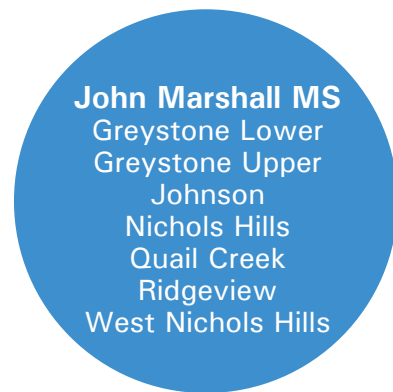 John Marshall MS
Greystone Lower
Greystone Upper
Johnson
Nichols Hills
Quail Creek
Ridgeview
West Nichols Hills